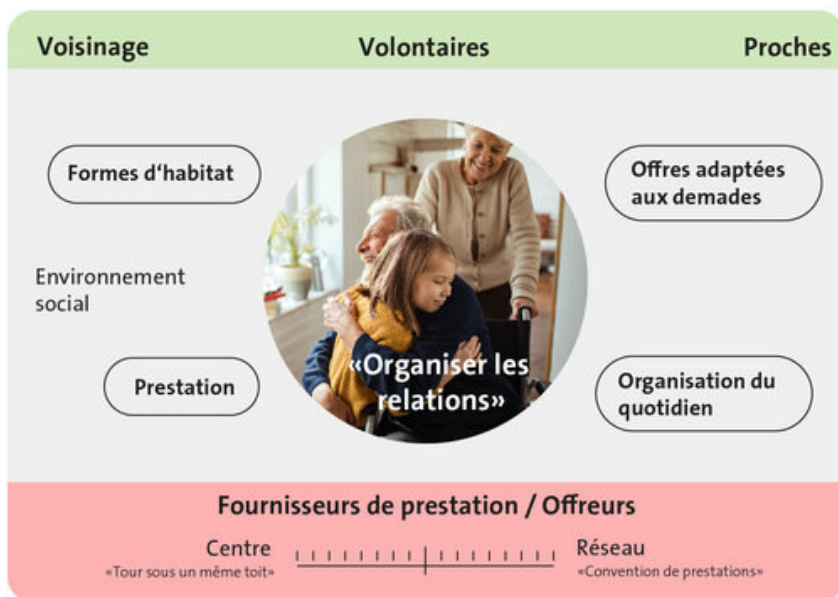 Voisinage Volontaires Proches
Formes d‘habitat
Offres adaptées
aux demades
Environnement
social
«Organiser les
relations»
Prestation
Organisation du
quotidien
Fournisseurs de prestation / Offreurs
Centre
«Tour sous un même toit»
Réseau
«Convention de prestations»